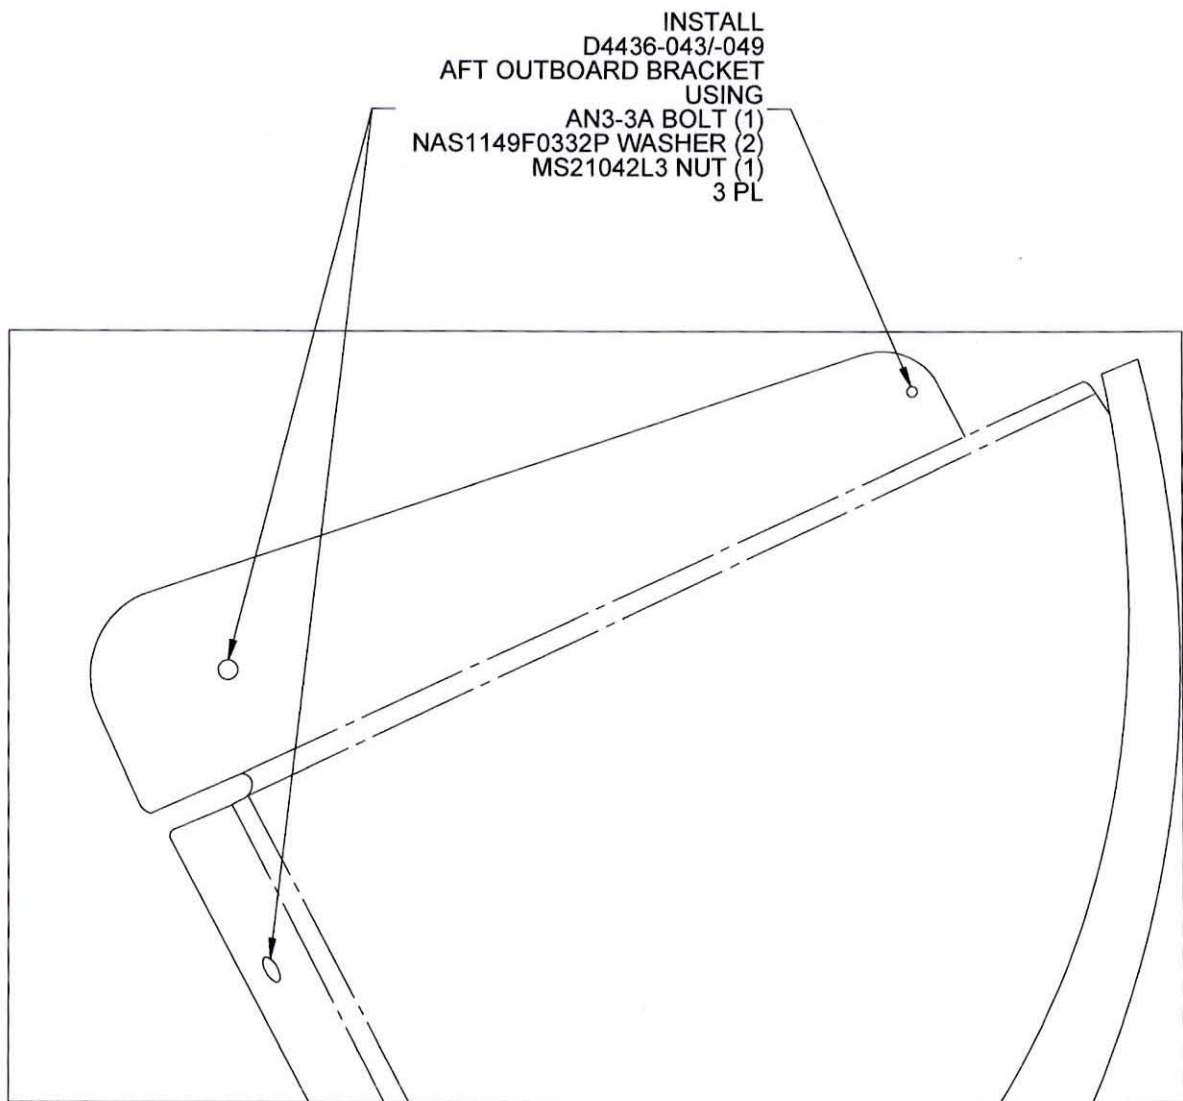 INSTALL
D4436-043/-049
AFT OUTBOARD BRACKET
USING
AN3-3A BOLT (1)
NAS1149F0332P WASHER (2)
MS21042L3 NUT (1)
3 PL